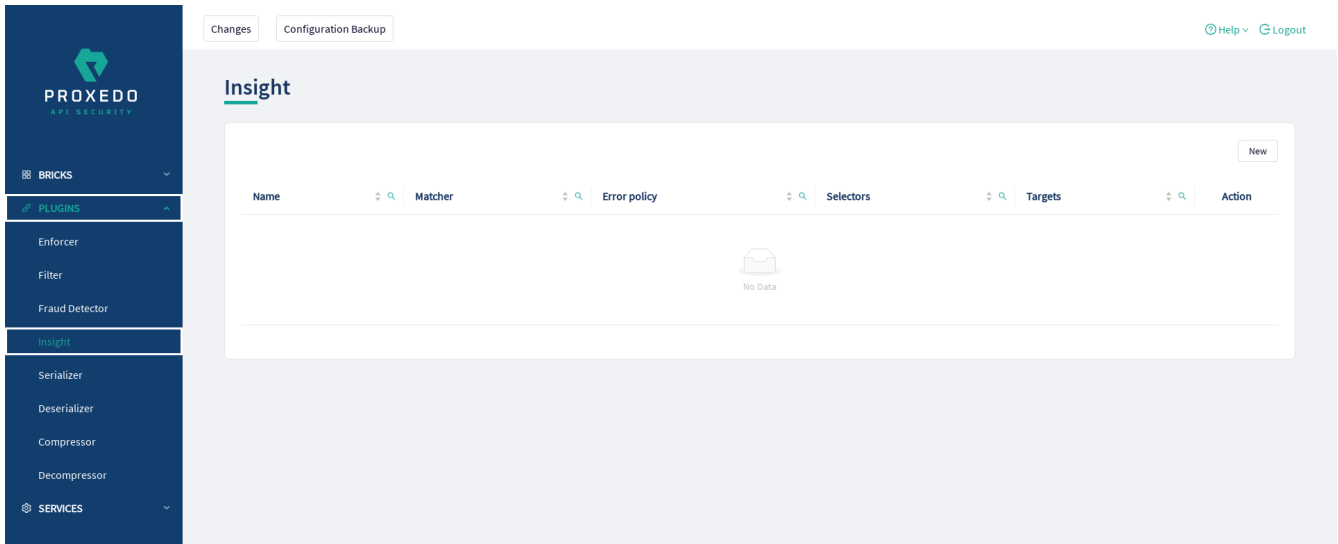 Changes Configuration Backup Help Logout
PROXEDO
API SECURITY
Insight
New
BRICKS
PLUGINS
Enforcer
Filter
Fraud Detector
Insight
Serializer
Deserializer
Compressor
Decompressor
SERVICES
Name Matcher Error policy Selectors Targets Action
No Data